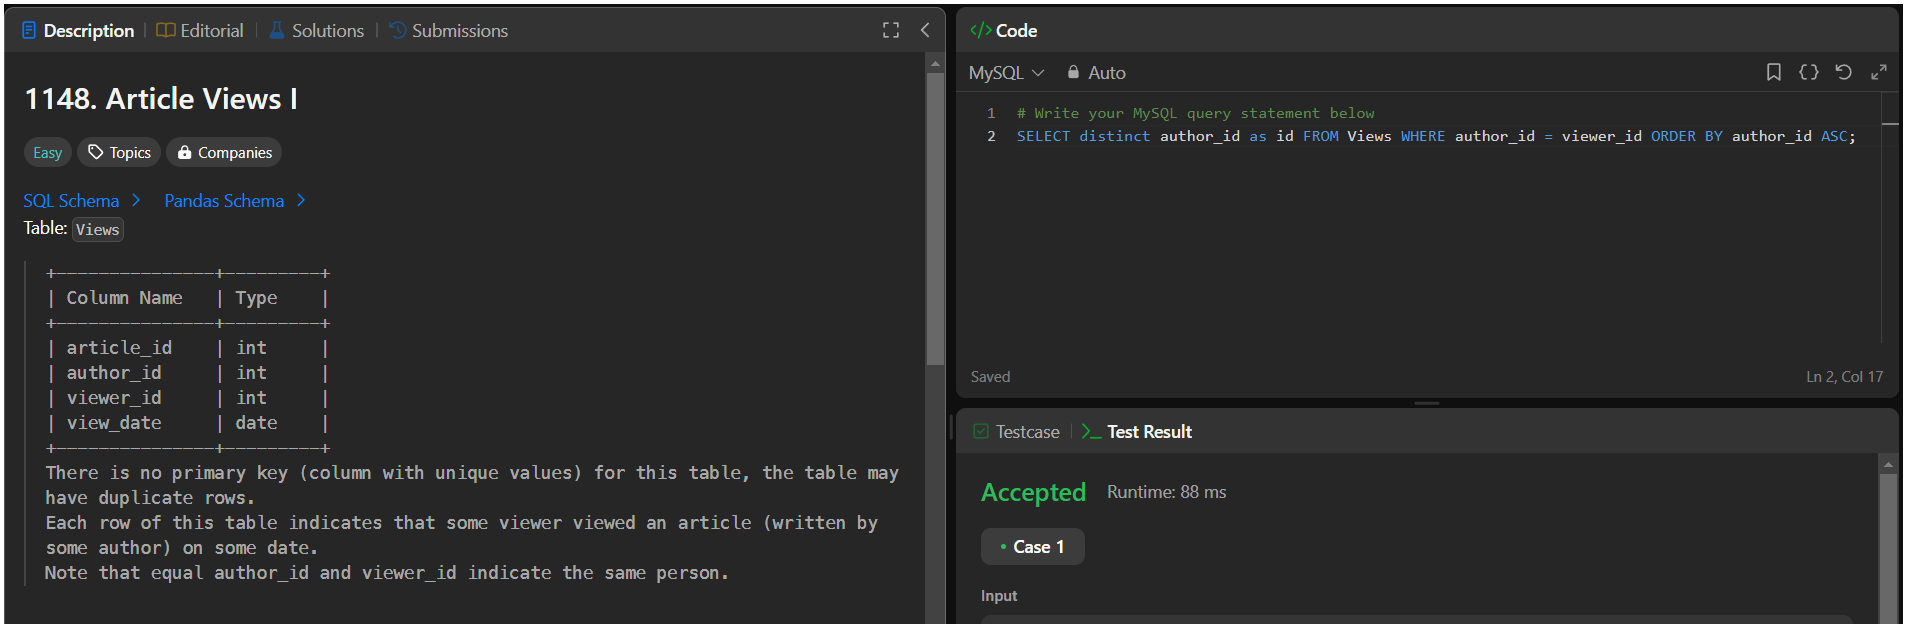 Description | Editorial | Solutions | Submissions
1148. Article Views I
Easy Topics Companies
SQL Schema > Pandas Schema >
Table: Views
+---------------+---------+
| Column Name   | Type    |
+---------------+---------+
| article_id    | int     |
| author_id     | int     |
| viewer_id     | int     |
| view_date     | date    |
+---------------+---------+
There is no primary key (column with unique values) for this table, the table may
have duplicate rows.
Each row of this table indicates that some viewer viewed an article (written by
some author) on some date.
Note that equal author_id and viewer_id indicate the same person.
</> Code
MySQL Auto
1 # Write your MySQL query statement below
2 SELECT distinct author_id as id FROM Views WHERE author_id = viewer_id ORDER BY author_id ASC;
Saved Ln 2, Col 17
Testcase | >_ Test Result
Accepted Runtime: 88 ms
• Case 1
Input